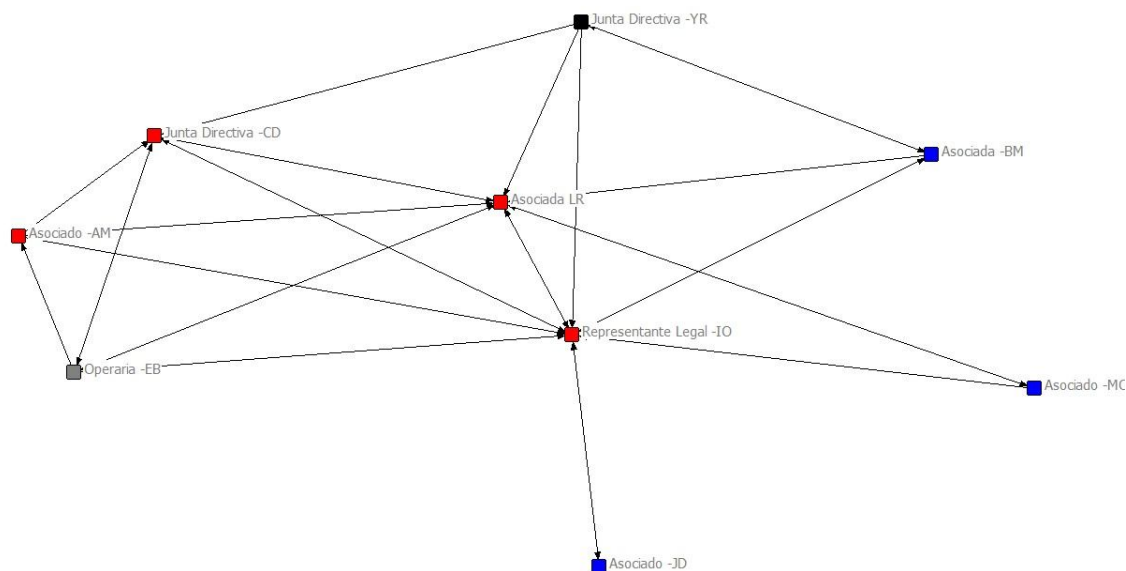 Junta Directiva -YR
Junta Directiva -CD
Asociada -BM
Asociada LR
Asociado -AM
Representante Legal -IO
Operaria -EB
Asociado -MC
Asociado -JD